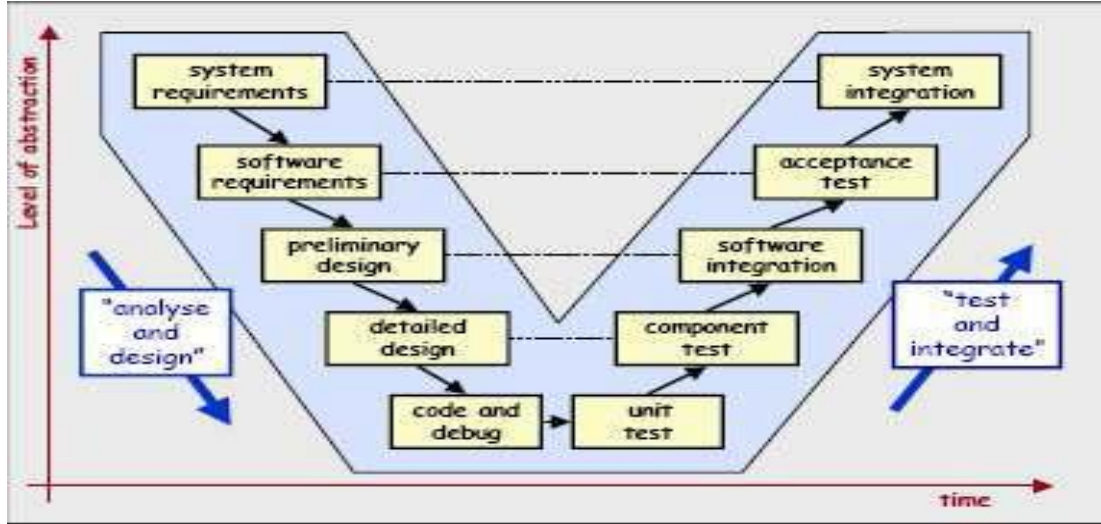 Level of abstraction
system
requirements
system
integration
software
requirements
acceptance
test
preliminary
design
software
integration
"analyse
and
design"
"test
and
integrate"
detailed
design
component
test
code and
debug
unit
test
time